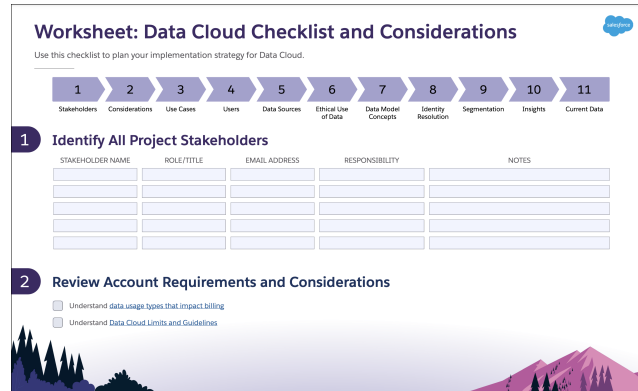 Worksheet: Data Cloud Checklist and Considerations
salesforce
Use this checklist to plan your implementation strategy for Data Cloud.
1 2 3 4 5 6 7 8 9 10 11
Stakeholders Considerations Use Cases Users Data Sources Ethical Use of Data Data Model Concepts Identity Resolution Segmentation Insights Current Data
1 Identify All Project Stakeholders
STAKEHOLDER NAME ROLE/TITLE EMAIL ADDRESS RESPONSIBILITY NOTES
2 Review Account Requirements and Considerations
Understand data usage types that impact billing
Understand Data Cloud Limits and Guidelines